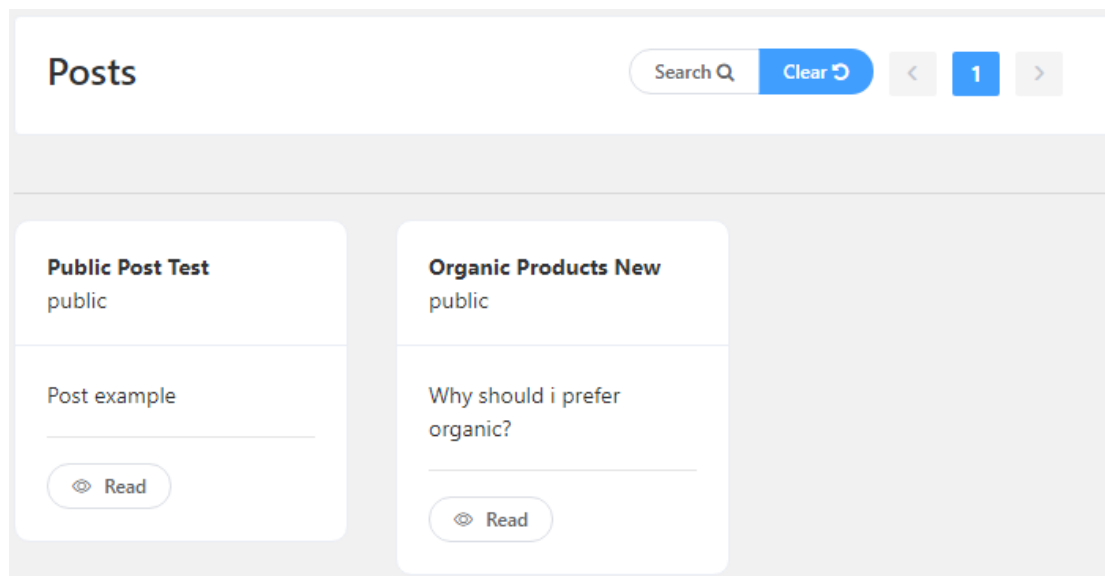 Posts
Search
Clear
1
Public Post Test
public
Post example
Read
Organic Products New
public
Why should i prefer
organic?
Read